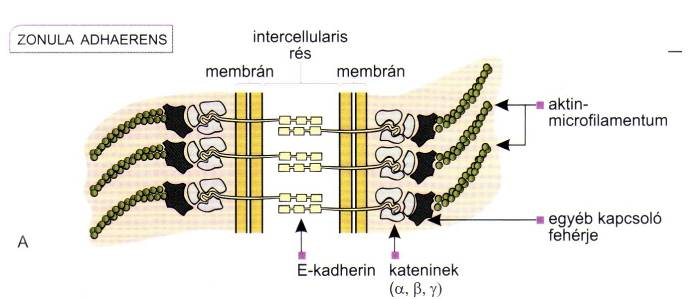 ZONULA ADHAERENS
intercellularis
rés
membrán
membrán
aktin-
microfilamentum
egyéb kapcsoló
fehérje
A
E-kadherin
kateninek
(α, β, γ)